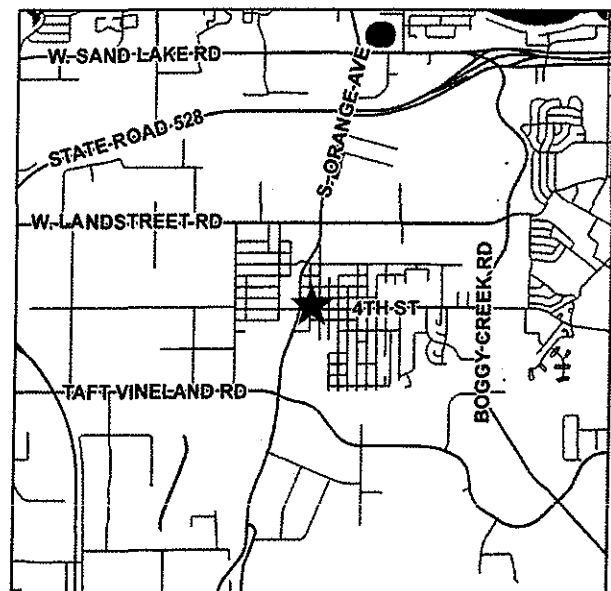 W. SAND LAKE RD
S. ORANGE AVE
STATE ROAD 528
W. LANDSTREET RD
4TH ST
BOGGY CREEK RD
TAFT VINELAND RD